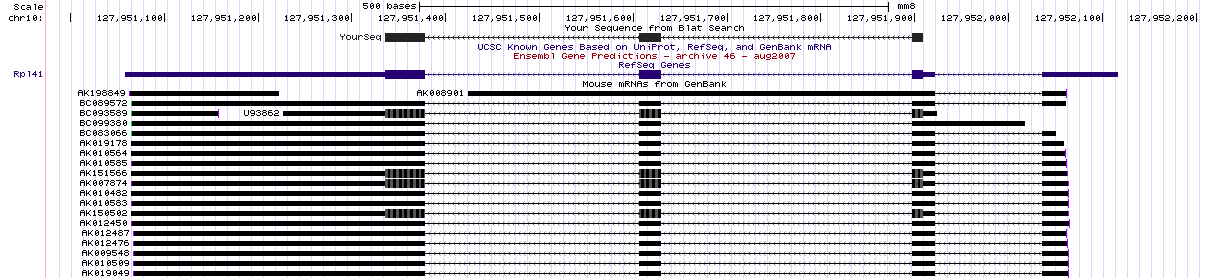 Scale 500 bases mm8
chr10: 127,951,100 127,951,200 127,951,300 127,951,400 127,951,500 127,951,600 127,951,700 127,951,800 127,951,900 127,952,000 127,952,100 127,952,200
Your Sequence from Blat Search
YourSeq
UCSC Known Genes Based on UniProt, RefSeq, and GenBank mRNA
Ensembl Gene Predictions - archive 46 - aug2007
RefSeq Genes
Rpl41
Mouse mRNAs from GenBank
AK198849 AK008901
BC089572
BC093589 U93862
BC099380
BC083066
AK019178
AK010564
AK010585
AK151566
AK007874
AK010482
AK010583
AK150502
AK012450
AK012487
AK012476
AK009548
AK010509
AK019049